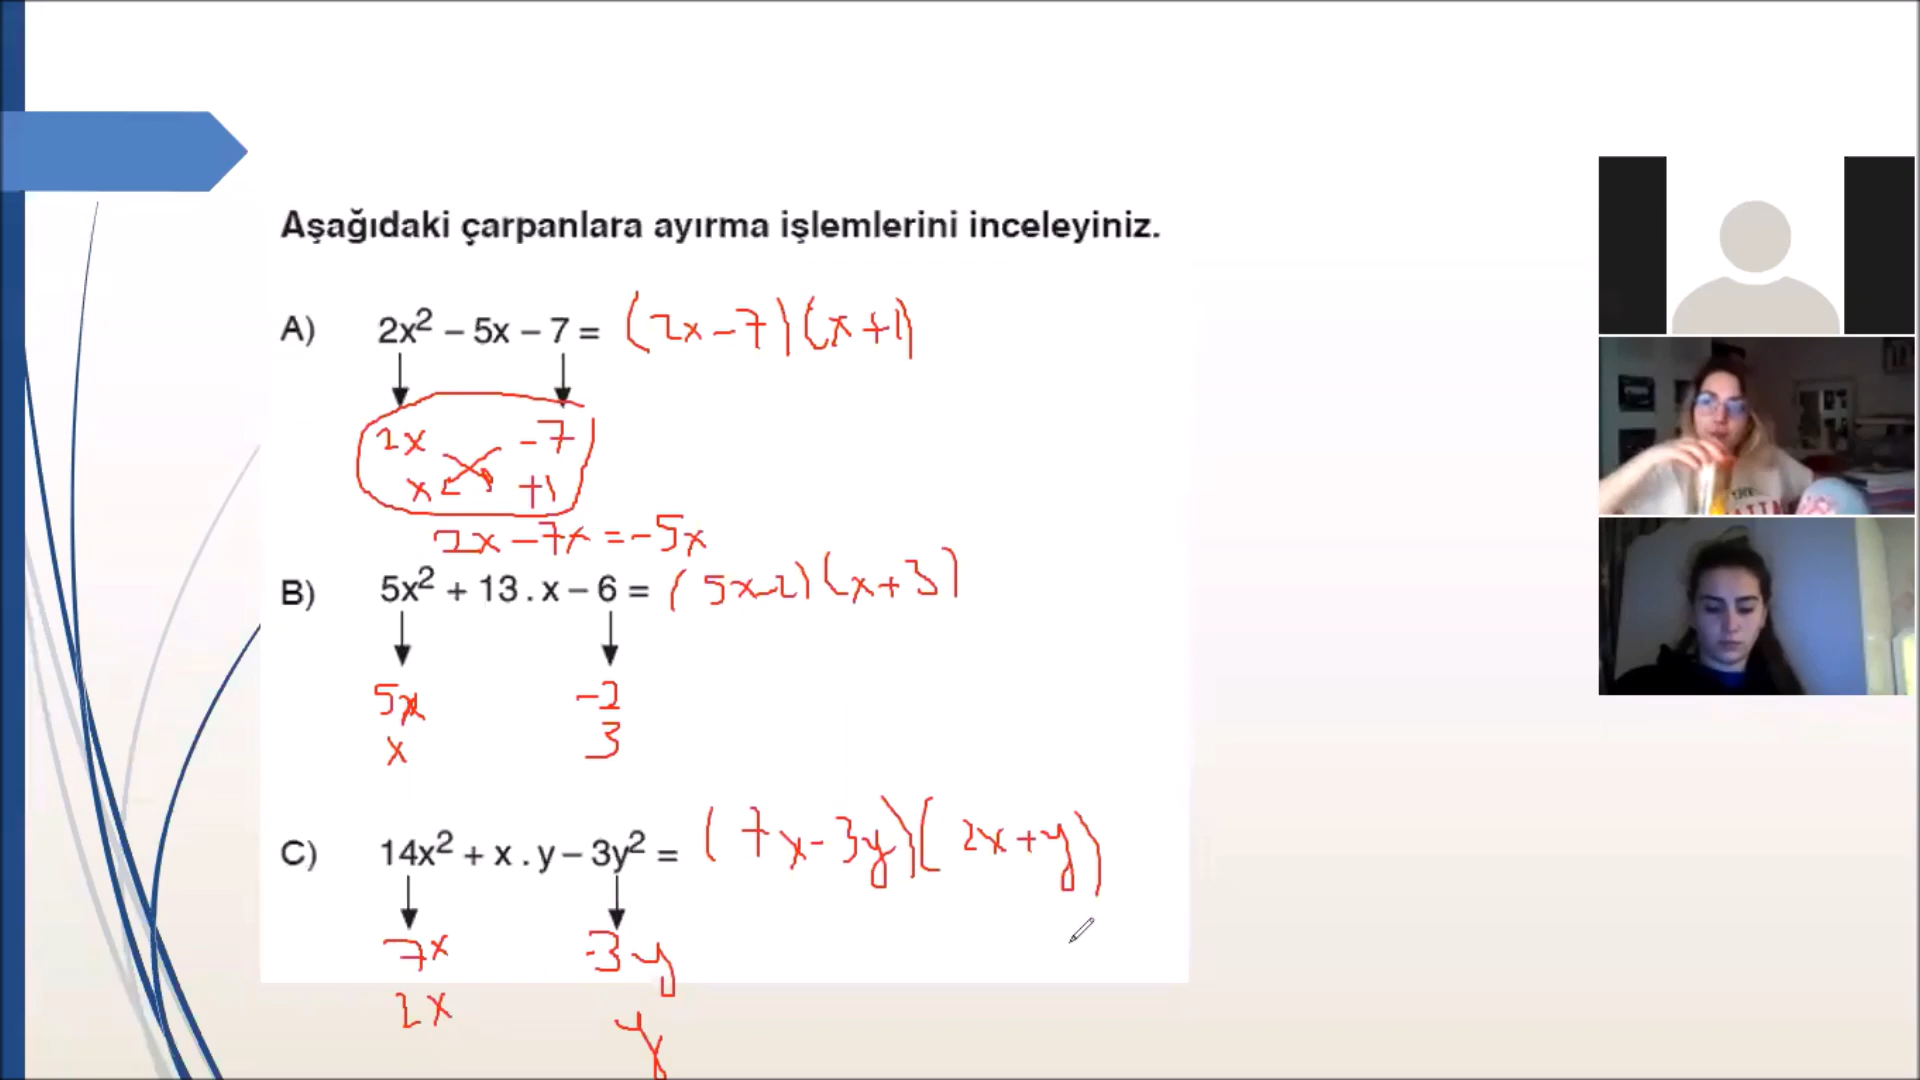 Aşağıdaki çarpanlara ayırma işlemlerini inceleyiniz.
A) 2x² – 5x – 7 = (2x-7)(x+1)
2x -7
x +1
2x-7x=-5x
B) 5x² + 13 . x – 6 = (5x-2)(x+3)
5x -2
x 3
C) 14x² + x . y – 3y² = (7x-3y)(2x+y)
7x -3y
2x y